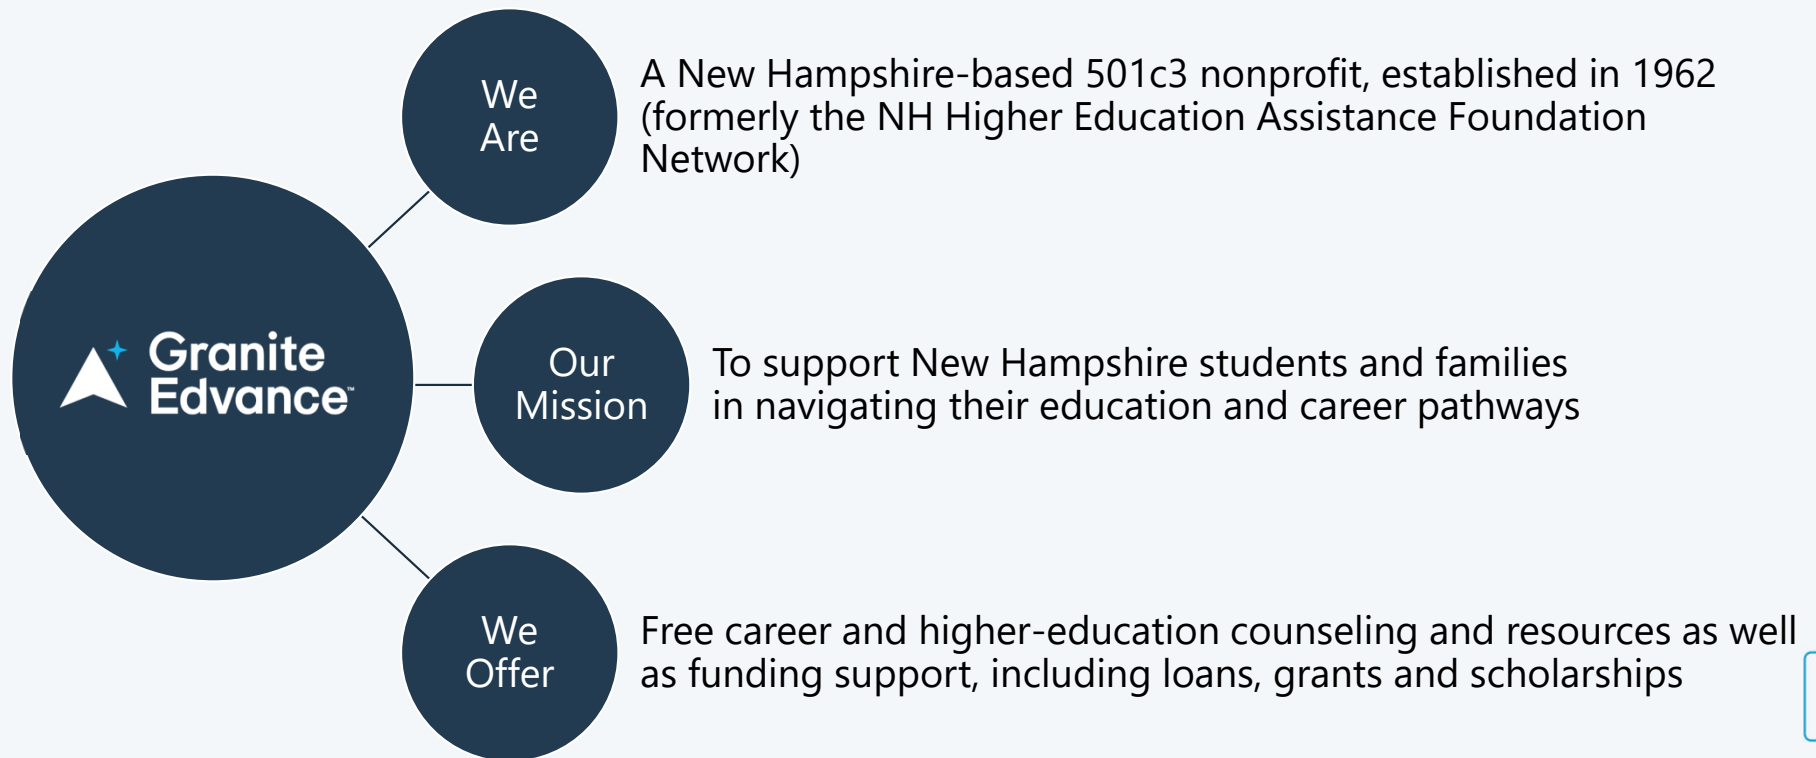 Granite
Edvance™
We
Are
A New Hampshire-based 501c3 nonprofit, established in 1962
(formerly the NH Higher Education Assistance Foundation
Network)
Our
Mission
To support New Hampshire students and families
in navigating their education and career pathways
We
Offer
Free career and higher-education counseling and resources as well
as funding support, including loans, grants and scholarships